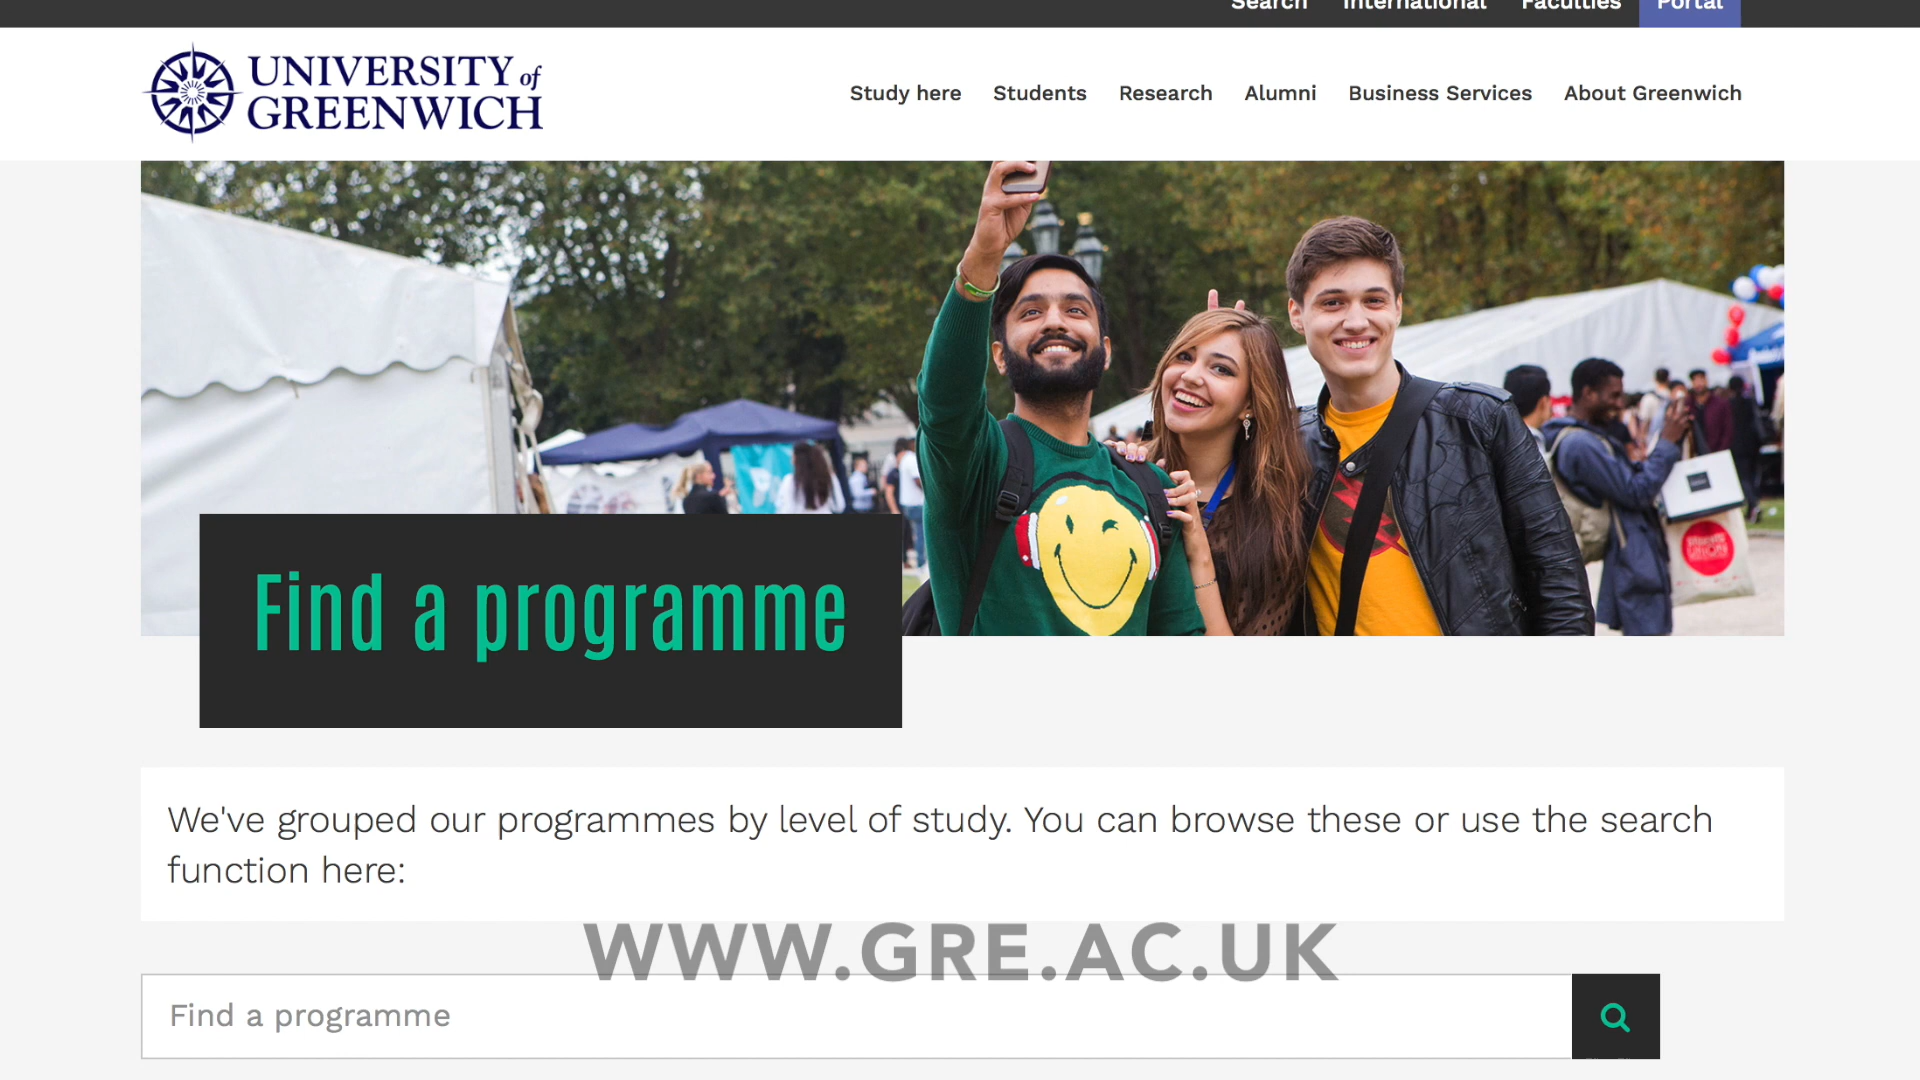 Search International Faculties Portal
UNIVERSITY of
GREENWICH
Study here Students Research Alumni Business Services About Greenwich
Find a programme
We've grouped our programmes by level of study. You can browse these or use the search
function here:
WWW.GRE.AC.UK
Find a programme